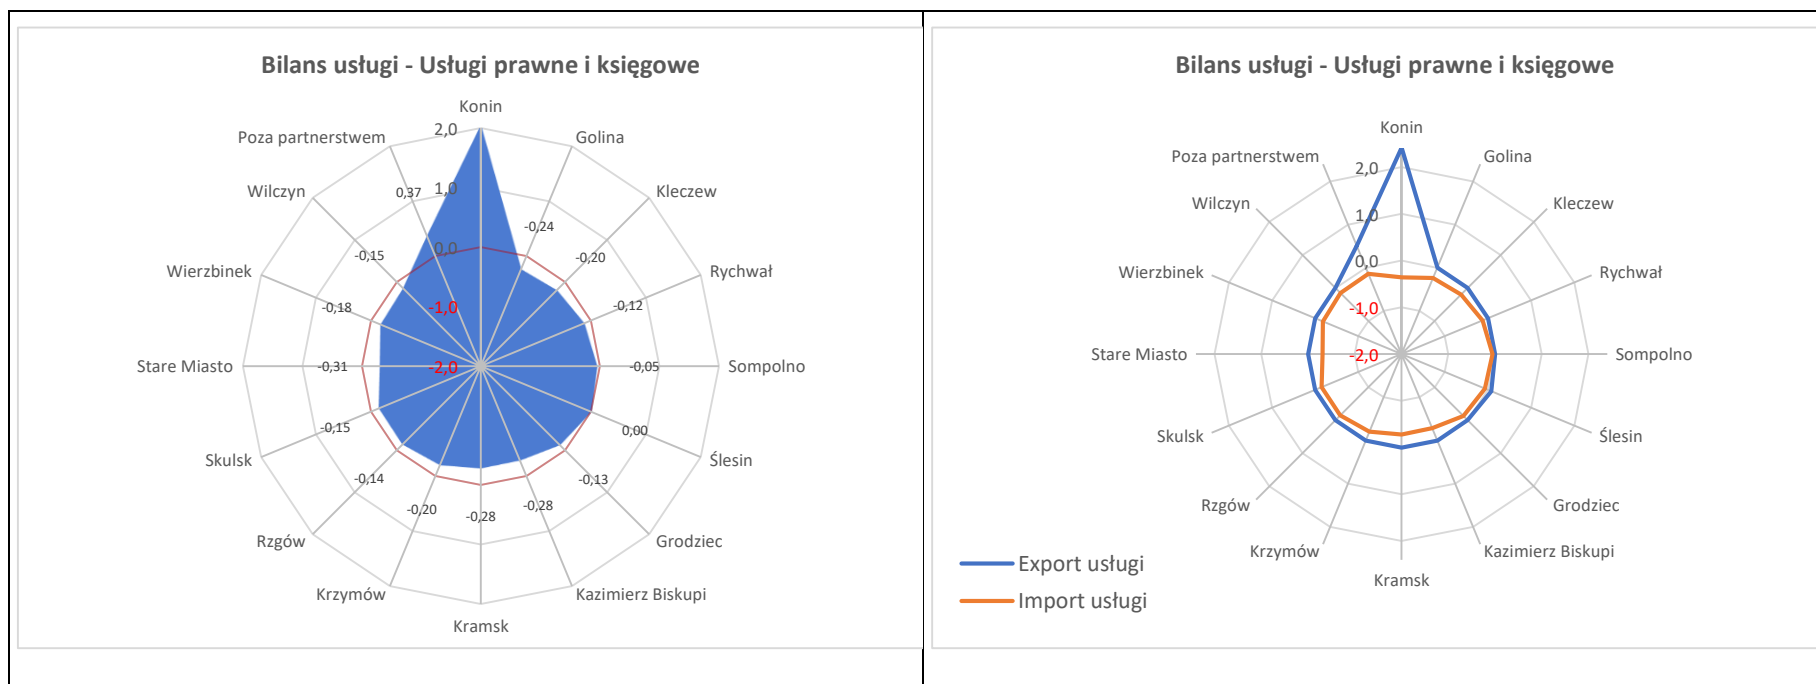 Bilans usługi - Usługi prawne i księgowe
Konin
2,0
Poza partnerstwem
Golina
Wilczyn
0,37
1,0
Kleczew
-0,24
Wierzbinek
-0,15
0,0
-0,20
Rychwał
-0,18
-1,0
-0,12
Stare Miasto
-0,31
-2,0
-0,05
Sompolno
Skulsk
-0,15
0,00
Ślesin
-0,14
-0,13
Rzgów
-0,20
-0,28
-0,28
Grodziec
Krzymów
Kazimierz Biskupi
Kramsk
Bilans usługi - Usługi prawne i księgowe
Konin
Poza partnerstwem
2,0
Golina
Wilczyn
1,0
Kleczew
Wierzbinek
0,0
Rychwał
-1,0
Stare Miasto
-2,0
Sompolno
Skulsk
Ślesin
Rzgów
Grodziec
Krzymów
Kazimierz Biskupi
Kramsk
Export usługi
Import usługi